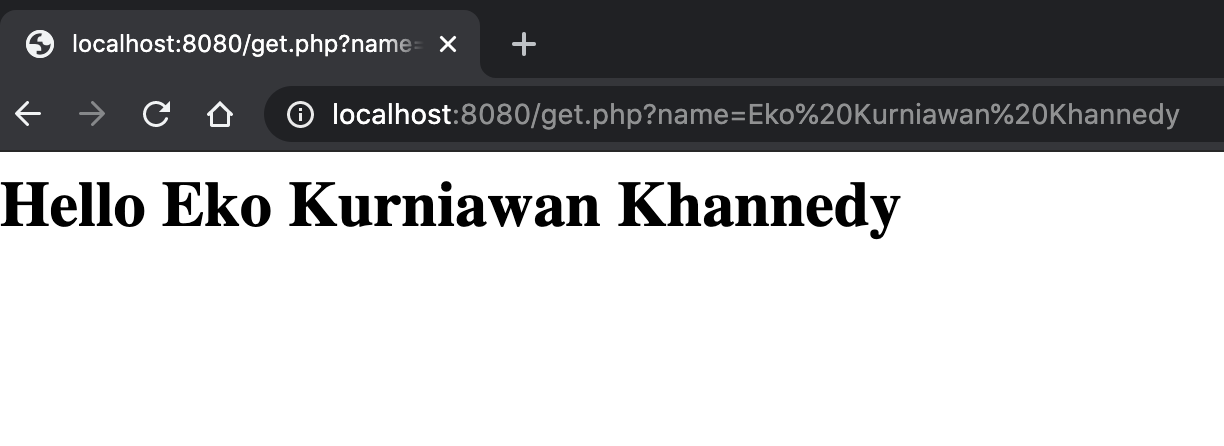 localhost:8080/get.php?name=
localhost:8080/get.php?name=Eko%20Kurniawan%20Khannedy
Hello Eko Kurniawan Khannedy